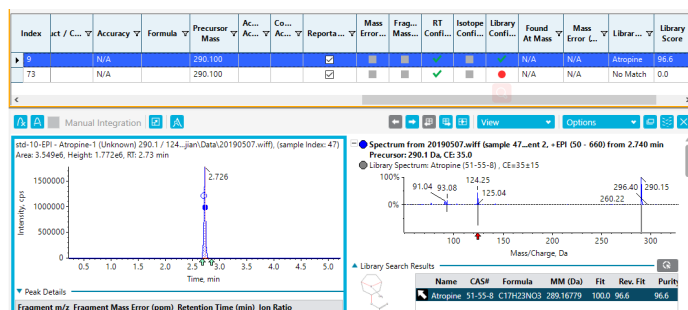 Index uct / C... Accuracy Formula Precursor Mass Ac... Ac... Co... Ac... Reporta... Mass Error... Frag... Mass... RT Confi... Isotope Confi... Library Confi... Found At Mass Mass Error (... Librar... Library Score
9 N/A 290.100 N/A N/A Atropine 96.6
73 N/A 290.100 N/A N/A No Match 0.0
Manual Integration View Options
std-10-EPI - Atropine-1 (Unknown) 290.1 / 124...jian\Data\20190507.wiff), (sample Index: 47)
Area: 3.549e6, Height: 1.772e6, RT: 2.73 min
2.726
1500000
1000000
500000
0
Intensity, cps
0.5 1.0 1.5 2.0 2.5 3.0 3.5 4.0 4.5 5.0
Time, min
Peak Details
Fragment m/z Fragment Mass Error (ppm) Retention Time (min) Ion Ratio
Spectrum from 20190507.wiff (sample 47...ent 2, +EPI (50 - 660) from 2.740 min
Precursor: 290.1 Da, CE: 35.0
Library Spectrum: Atropine (51-55-8) , CE=35±15
100%
0%
91.04 93.08 124.25 125.04 296.40 290.15 260.22
100 150 200 250 300
Mass/Charge, Da
Library Search Results
Name CAS# Formula MM (Da) Fit Rev. Fit Purity
Atropine 51-55-8 C17H23NO3 289.16779 100.0 96.6 96.6